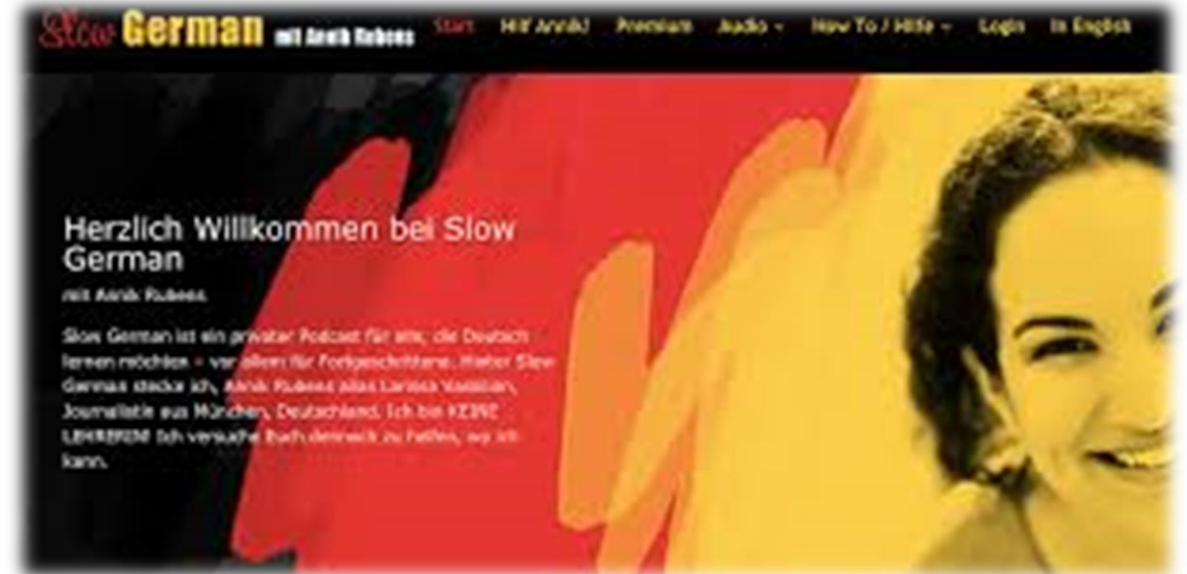 Slow German mit Annik Rubens Start Hilf Annik! Premium Audio How To / Hilfe Login In English
Herzlich Willkommen bei Slow
German
mit Annik Rubens
Slow German ist ein privater Podcast für alle, die Deutsch
lernen möchten - vor allem für Fortgeschrittene. Hinter Slow
German stecke ich, Annik Rubens alias Larissa Vassilian,
Journalistin aus München, Deutschland. Ich bin KEINE
LEHRERIN! Ich versuche Euch dennoch zu helfen, wo ich
kann.